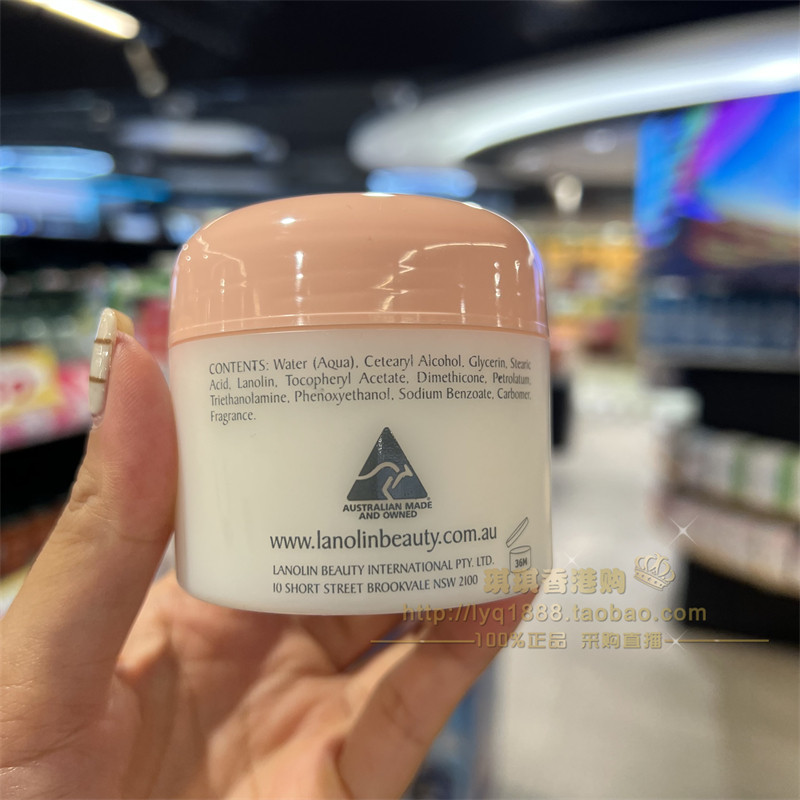 CONTENTS: Water (Aqua), Cetearyl Alcohol, Glycerin, Stearic
Acid, Lanolin, Tocopheryl Acetate, Dimethicone, Petrolatum,
Triethanolamine, Phenoxyethanol, Sodium Benzoate, Carbomer,
Fragrance.
AUSTRALIAN MADE
AND OWNED
www.lanolinbeauty.com.au
LANOLIN BEAUTY INTERNATIONAL PTY. LTD.
10 SHORT STREET BROOKVALE NSW 2100
36M
琪琪香港购
http://lyq1888.taobao.com
100%正品 采购直播